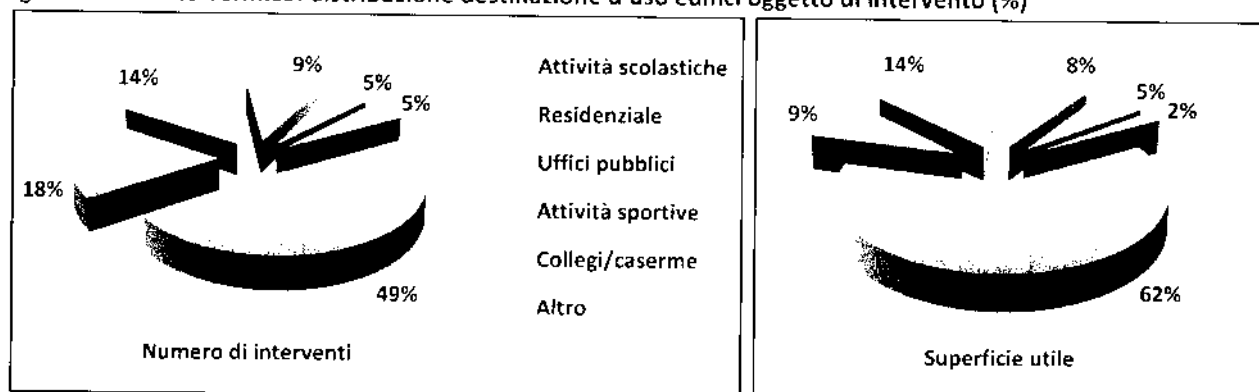 distribuzione destinazione d'uso edifici oggetto di intervento (%)
14%
9%
5%
5%
18%
49%
Numero di interventi
Attività scolastiche
Residenziale
Uffici pubblici
Attività sportive
Collegi/caserme
Altro
14%
8%
5%
2%
9%
62%
Superficie utile